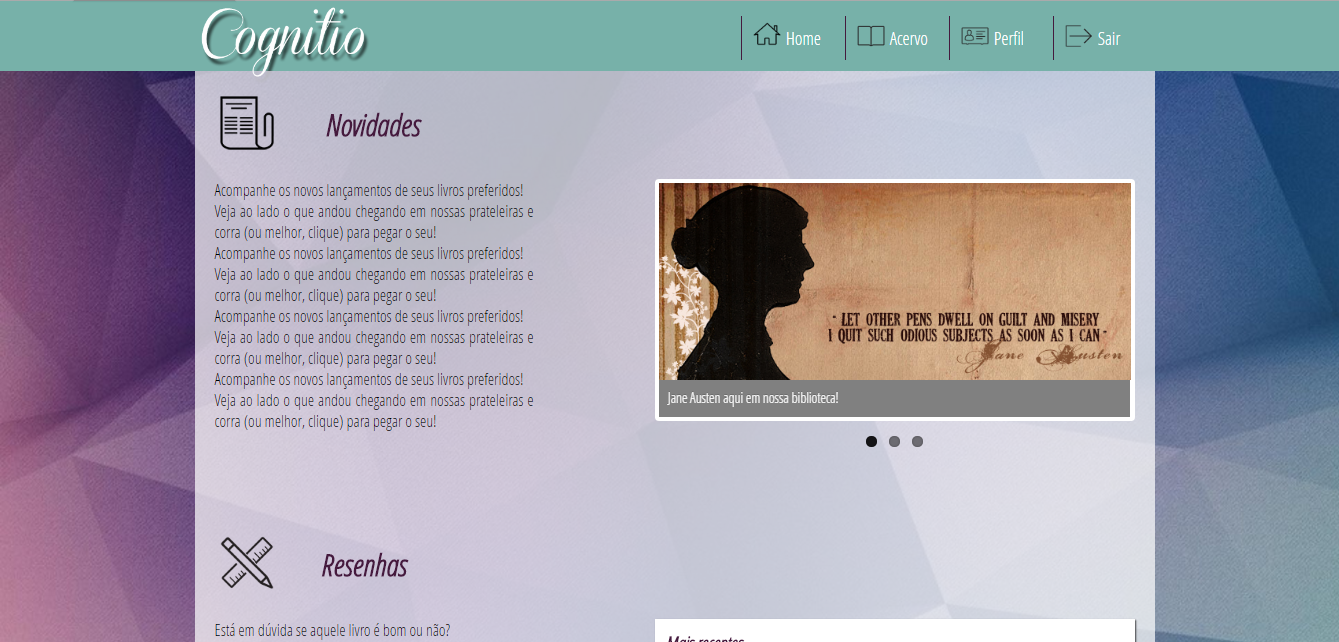 Cognitio
Home
Acervo
Perfil
Sair
Novidades
Acompanhe os novos lançamentos de seus livros preferidos!
Veja ao lado o que andou chegando em nossas prateleiras e
corra (ou melhor, clique) para pegar o seu!
Acompanhe os novos lançamentos de seus livros preferidos!
Veja ao lado o que andou chegando em nossas prateleiras e
corra (ou melhor, clique) para pegar o seu!
Acompanhe os novos lançamentos de seus livros preferidos!
Veja ao lado o que andou chegando em nossas prateleiras e
corra (ou melhor, clique) para pegar o seu!
Acompanhe os novos lançamentos de seus livros preferidos!
Veja ao lado o que andou chegando em nossas prateleiras e
corra (ou melhor, clique) para pegar o seu!
" LET OTHER PENS DWELL ON GUILT AND MISERY
I QUIT SUCH ODIOUS SUBJECTS AS SOON AS I CAN "
Jane Austen
Jane Austen aqui em nossa biblioteca!
Resenhas
Está em dúvida se aquele livro é bom ou não?
Mais recentes